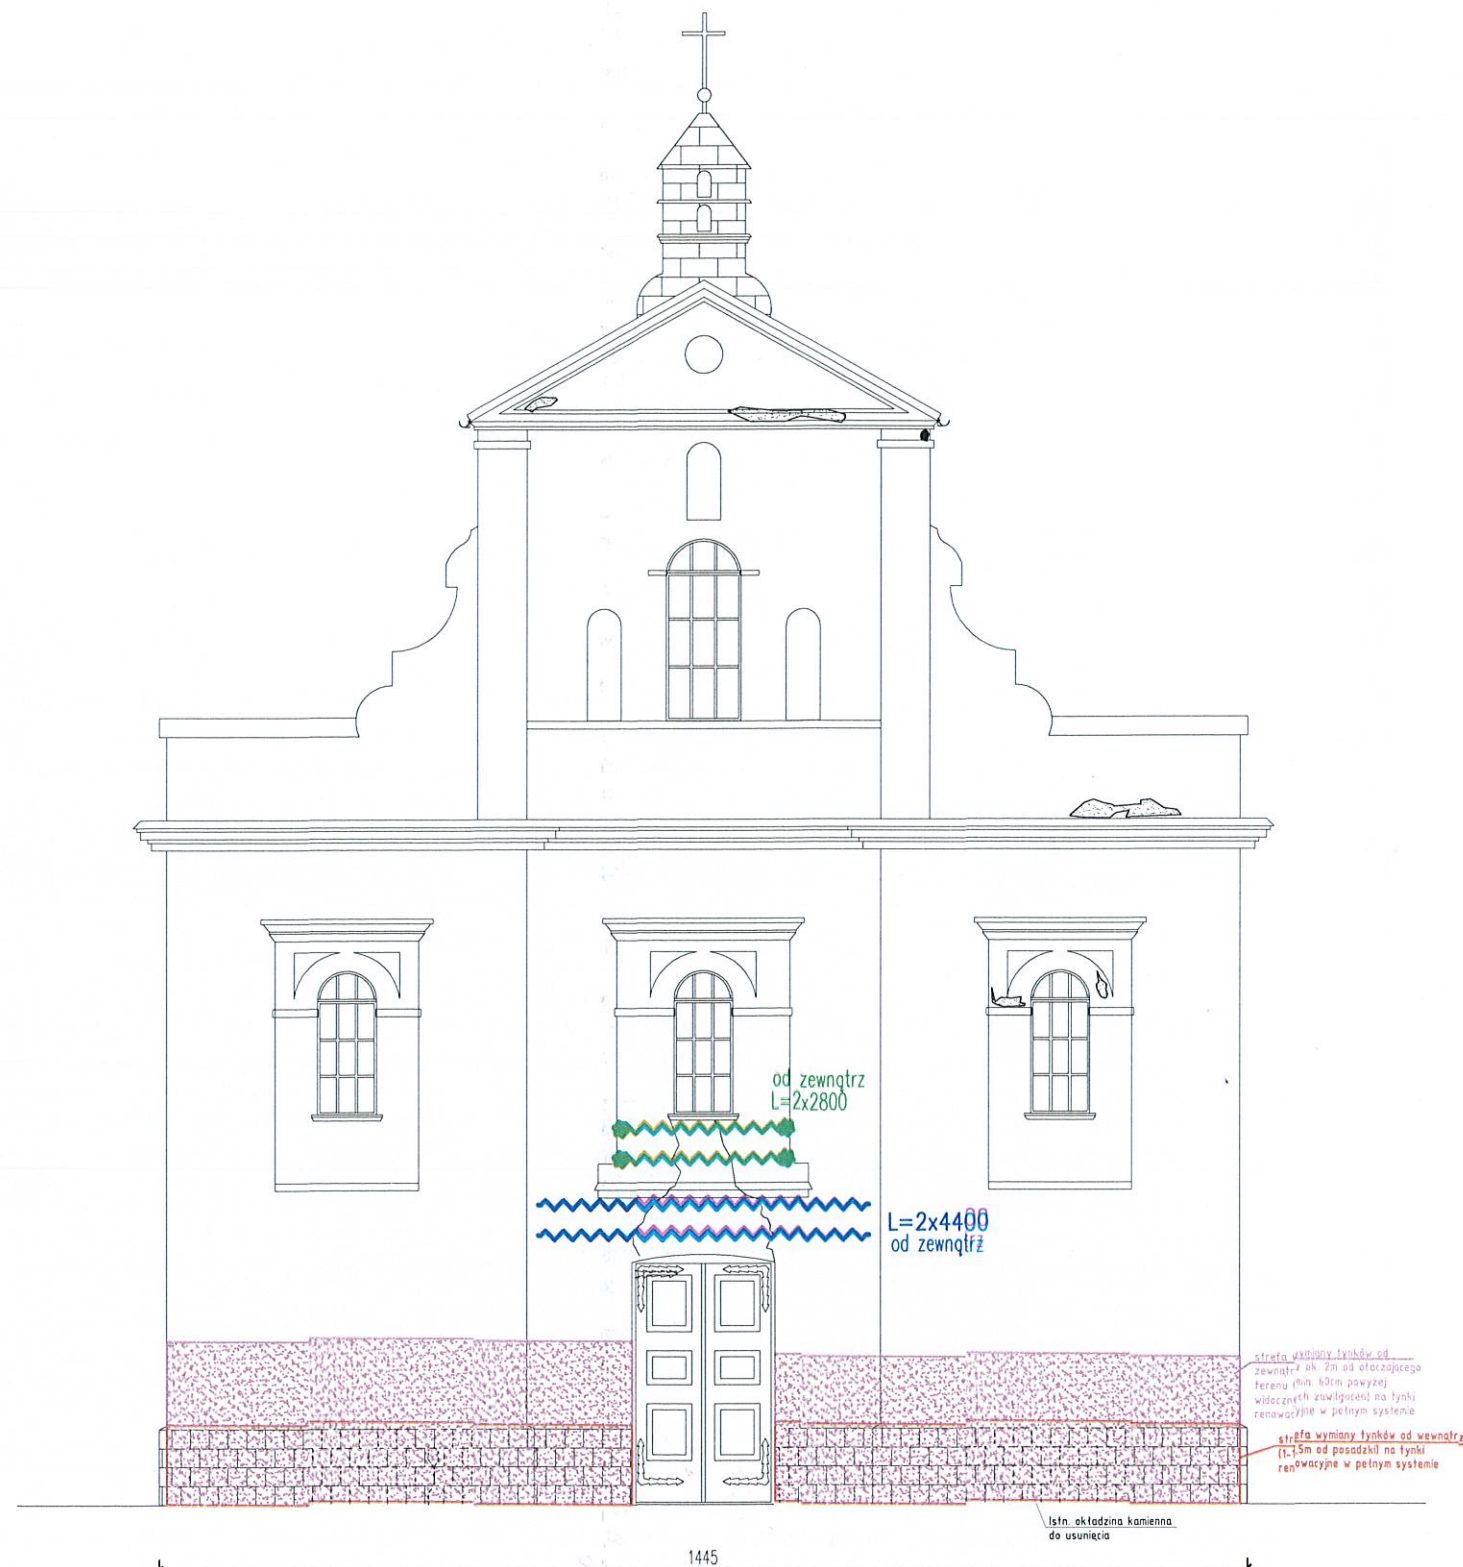 od zewnątrz
L=2x2800
L=2x4400
od zewnątrz
strefa wymiany tynków od
zewnątrz ok. 2m od otaczającego
terenu (min. 60cm powyżej
widocznych zawilgoceń) na tynki
renowacyjne w pełnym systemie
strefa wymiany tynków od wewnątrz
(1-1,5m od posadzki) na tynki
renowacyjne w pełnym systemie
Istn. okładzina kamienna
do usunięcia
1445